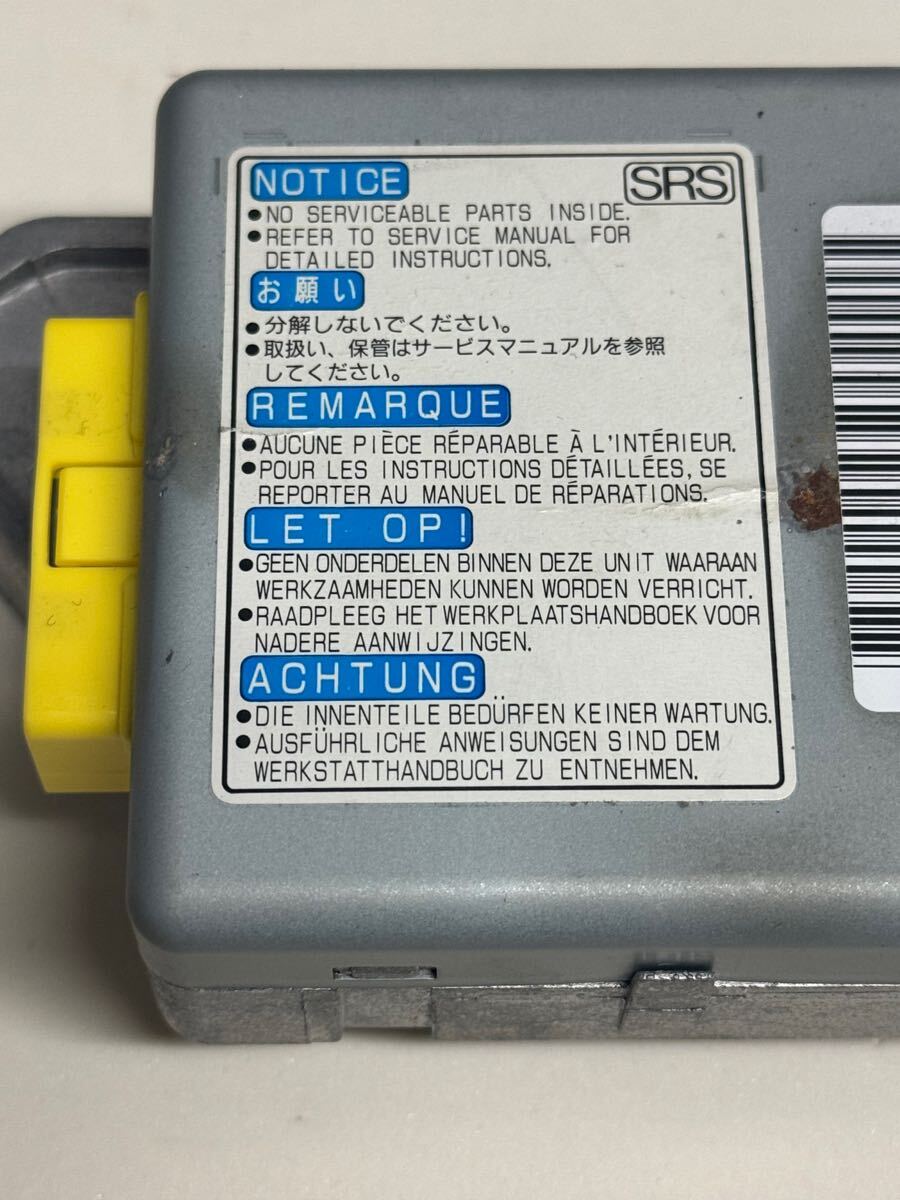 NOTICE
SRS
●NO SERVICEABLE PARTS INSIDE.
●REFER TO SERVICE MANUAL FOR
DETAILED INSTRUCTIONS.
お願い
●分解しないでください。
●取扱い、保管はサービスマニュアルを参照
してください。
REMARQUE
●AUCUNE PIÈCE RÉPARABLE À L'INTÉRIEUR.
●POUR LES INSTRUCTIONS DÉTAILLÉES, SE
REPORTER AU MANUEL DE RÉPARATIONS.
LET OP!
●GEEN ONDERDELEN BINNEN DEZE UNIT WAARAAN
WERKZAAMHEDEN KUNNEN WORDEN VERRICHT.
●RAADPLEEG HET WERKPLAATSHANDBOEK VOOR
NADERE AANWIJZINGEN.
ACHTUNG
●DIE INNENTEILE BEDÜRFEN KEINER WARTUNG.
●AUSFÜHRLICHE ANWEISUNGEN SIND DEM
WERKSTATTHANDBUCH ZU ENTNEHMEN.